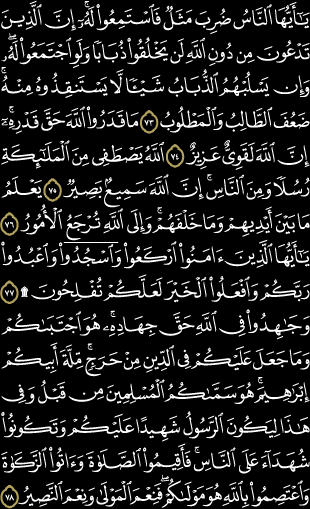 يَـٰٓأَيُّهَا ٱلنَّاسُ ضُرِبَ مَثَلٌ فَٱسْتَمِعُوا۟ لَهُۥٓ ۚ إِنَّ ٱلَّذِينَ
تَدْعُونَ مِن دُونِ ٱللَّهِ لَن يَخْلُقُوا۟ ذُبَابًا وَلَوِ ٱجْتَمَعُوا۟ لَهُۥ ۖ
وَإِن يَسْلُبْهُمُ ٱلذُّبَابُ شَيْـًٔا لَّا يَسْتَنقِذُوهُ مِنْهُ ۚ
ضَعُفَ ٱلطَّالِبُ وَٱلْمَطْلُوبُ ٧٣ مَا قَدَرُوا۟ ٱللَّهَ حَقَّ قَدْرِهِۦٓ ۗ
إِنَّ ٱللَّهَ لَقَوِىٌّ عَزِيزٌ ٧٤ ٱللَّهُ يَصْطَفِى مِنَ ٱلْمَلَـٰٓئِكَةِ
رُسُلًا وَمِنَ ٱلنَّاسِ ۚ إِنَّ ٱللَّهَ سَمِيعٌۢ بَصِيرٌ ٧٥ يَعْلَمُ
مَا بَيْنَ أَيْدِيهِمْ وَمَا خَلْفَهُمْ ۗ وَإِلَى ٱللَّهِ تُرْجَعُ ٱلْأُمُورُ ٧٦
يَـٰٓأَيُّهَا ٱلَّذِينَ ءَامَنُوا۟ ٱرْكَعُوا۟ وَٱسْجُدُوا۟ وَٱعْبُدُوا۟
رَبَّكُمْ وَٱفْعَلُوا۟ ٱلْخَيْرَ لَعَلَّكُمْ تُفْلِحُونَ ۩ ٧٧
وَجَـٰهِدُوا۟ فِى ٱللَّهِ حَقَّ جِهَادِهِۦ ۚ هُوَ ٱجْتَبَىٰكُمْ
وَمَا جَعَلَ عَلَيْكُمْ فِى ٱلدِّينِ مِنْ حَرَجٍ ۚ مِّلَّةَ أَبِيكُمْ
إِبْرَٰهِيمَ ۚ هُوَ سَمَّىٰكُمُ ٱلْمُسْلِمِينَ مِن قَبْلُ وَفِى
هَـٰذَا لِيَكُونَ ٱلرَّسُولُ شَهِيدًا عَلَيْكُمْ وَتَكُونُوا۟
شُهَدَآءَ عَلَى ٱلنَّاسِ ۚ فَأَقِيمُوا۟ ٱلصَّلَوٰةَ وَءَاتُوا۟ ٱلزَّكَوٰةَ
وَٱعْتَصِمُوا۟ بِٱللَّهِ هُوَ مَوْلَىٰكُمْ ۖ فَنِعْمَ ٱلْمَوْلَىٰ وَنِعْمَ ٱلنَّصِيرُ ٧٨